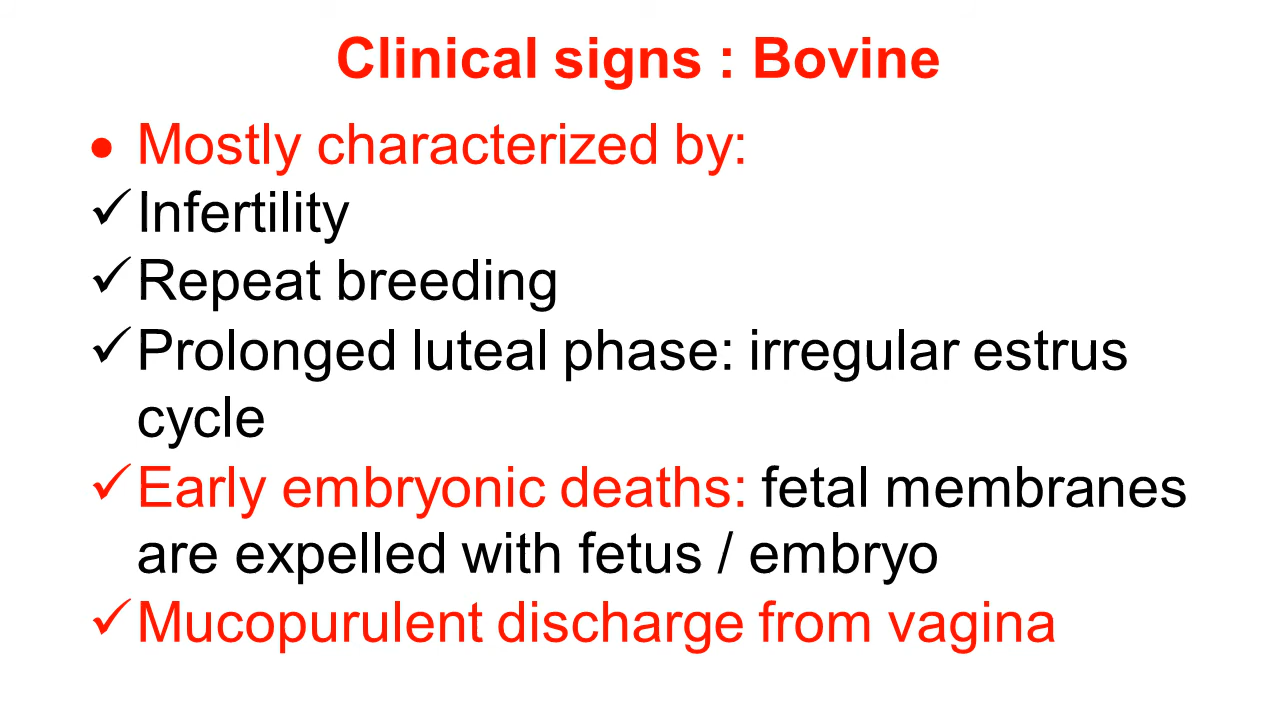 Clinical signs : Bovine
• Mostly characterized by:
✓ Infertility
✓ Repeat breeding
✓ Prolonged luteal phase: irregular estrus
cycle
✓ Early embryonic deaths: fetal membranes
are expelled with fetus / embryo
✓ Mucopurulent discharge from vagina